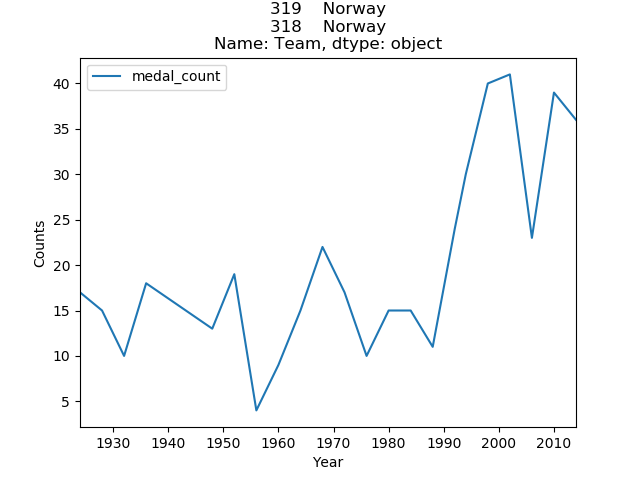 319    Norway
318    Norway
Name: Team, dtype: object
medal_count
40
35
30
25
20
15
10
5
Counts
1930 1940 1950 1960 1970 1980 1990 2000 2010
Year